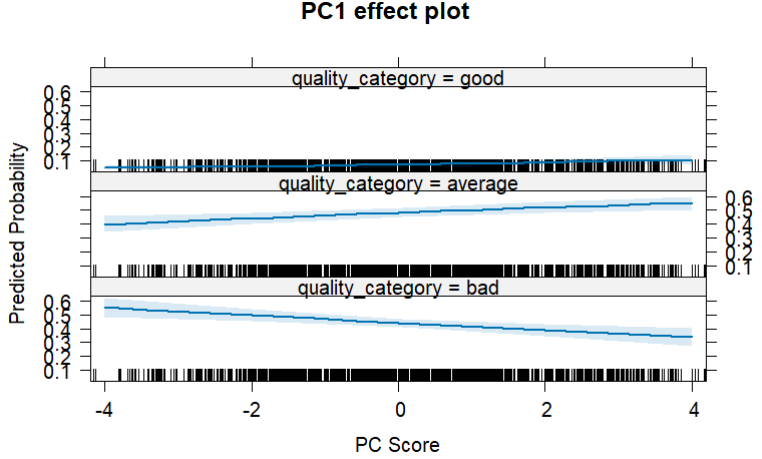 PC1 effect plot
quality_category = good
0.6
0.5
0.4
0.3
0.2
0.1
quality_category = average
0.6
0.5
0.4
0.3
0.2
0.1
quality_category = bad
0.6
0.5
0.4
0.3
0.2
0.1
Predicted Probability
-4 -2 0 2 4
PC Score